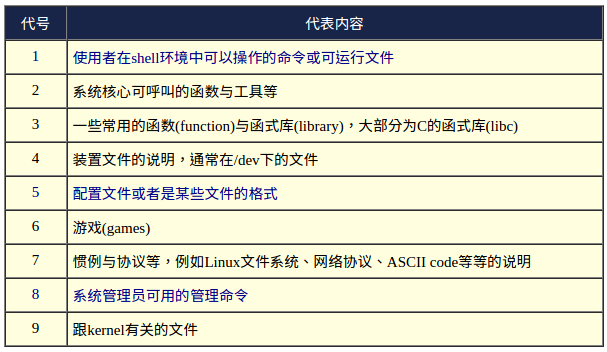 代号 代表内容
1 使用者在shell环境中可以操作的命令或可运行文件
2 系统核心可呼叫的函数与工具等
3 一些常用的函数(function)与函式库(library)，大部分为C的函式库(libc)
4 装置文件的说明，通常在/dev下的文件
5 配置文件或者是某些文件的格式
6 游戏(games)
7 惯例与协议等，例如Linux文件系统、网络协议、ASCII code等等的说明
8 系统管理员可用的管理命令
9 跟kernel有关的文件